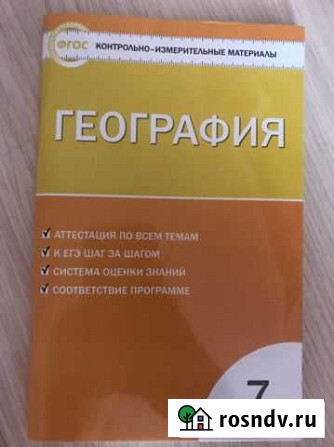 ФГОС
КОНТРОЛЬНО-ИЗМЕРИТЕЛЬНЫЕ МАТЕРИАЛЫ
ГЕОГРАФИЯ
АТТЕСТАЦИЯ ПО ВСЕМ ТЕМАМ
К ЕГЭ ШАГ ЗА ШАГОМ
СИСТЕМА ОЦЕНКИ ЗНАНИЙ
СООТВЕТСТВИЕ ПРОГРАММЕ
7
rosndv.ru